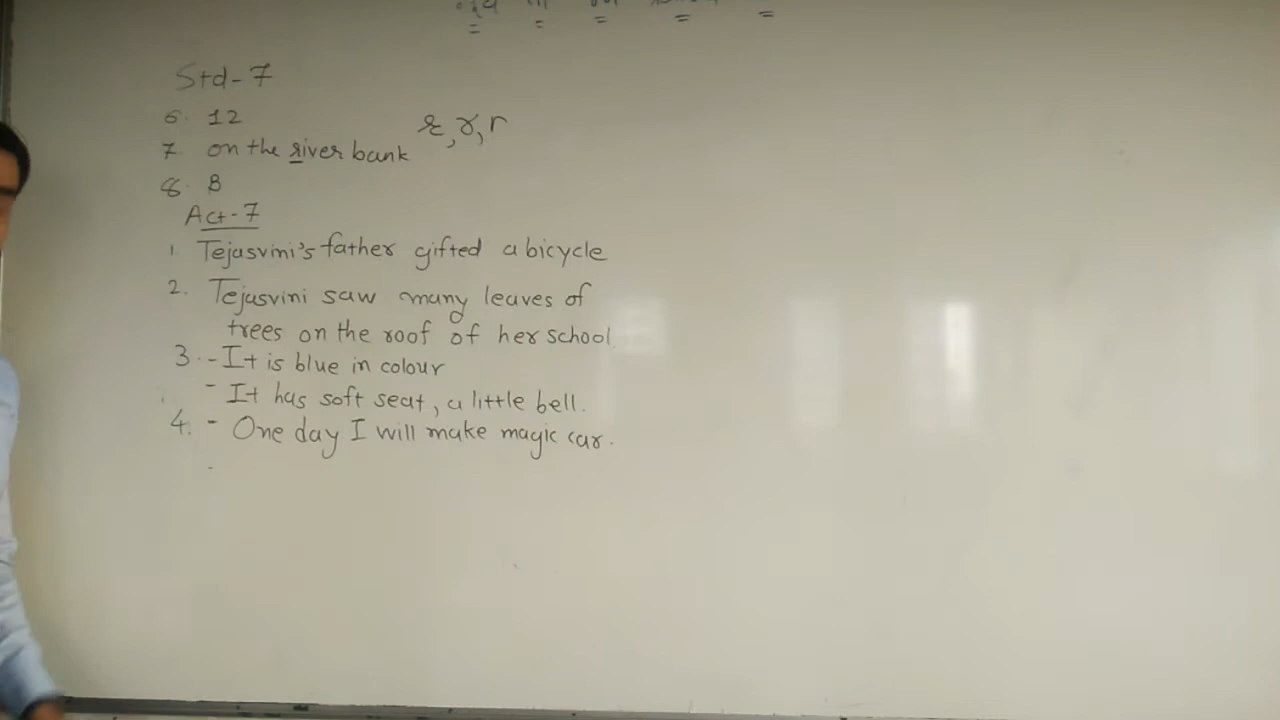 Std-7
6. 12
7. on the river bank r, r, r
8. B
Act-7
1. Tejasvini's father gifted a bicycle
2. Tejasvini saw many leaves of
trees on the roof of her school
3. - It is blue in colour
- It has soft seat, a little bell.
4. - One day I will make magic car.